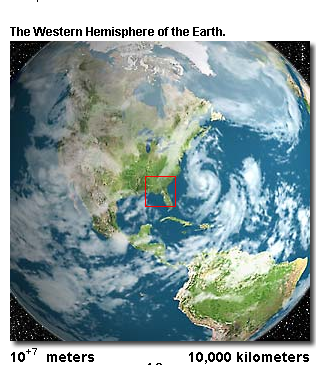 The Western Hemisphere of the Earth.
10+7 meters 10,000 kilometers